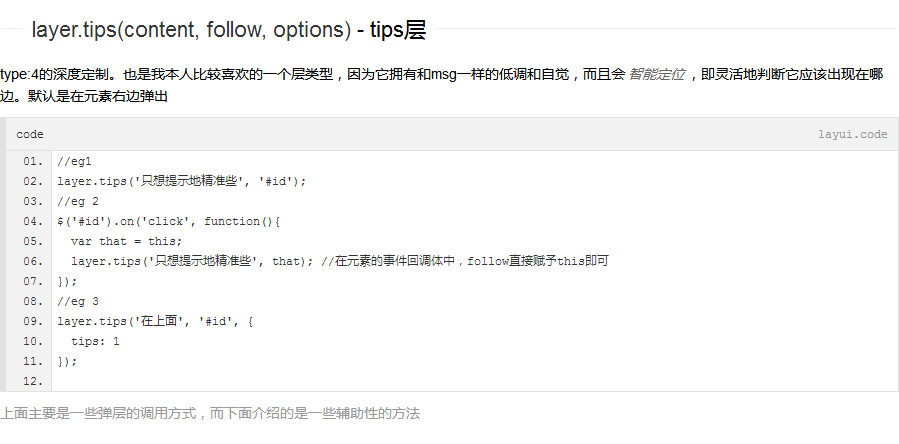 layer.tips(content, follow, options) - tips层
type:4的深度定制。也是我本人比较喜欢的一个层类型，因为它拥有和msg一样的低调和自觉，而且会 智能定位 ，即灵活地判断它应该出现在哪
边。默认是在元素右边弹出
code layui.code
01. //eg1
02. layer.tips('只想提示地精准些', '#id');
03. //eg 2
04. $('#id').on('click', function(){
05.   var that = this;
06.   layer.tips('只想提示地精准些', that); //在元素的事件回调体中，follow直接赋予this即可
07. });
08. //eg 3
09. layer.tips('在上面', '#id', {
10.   tips: 1
11. });
12.
上面主要是一些弹层的调用方式，而下面介绍的是一些辅助性的方法